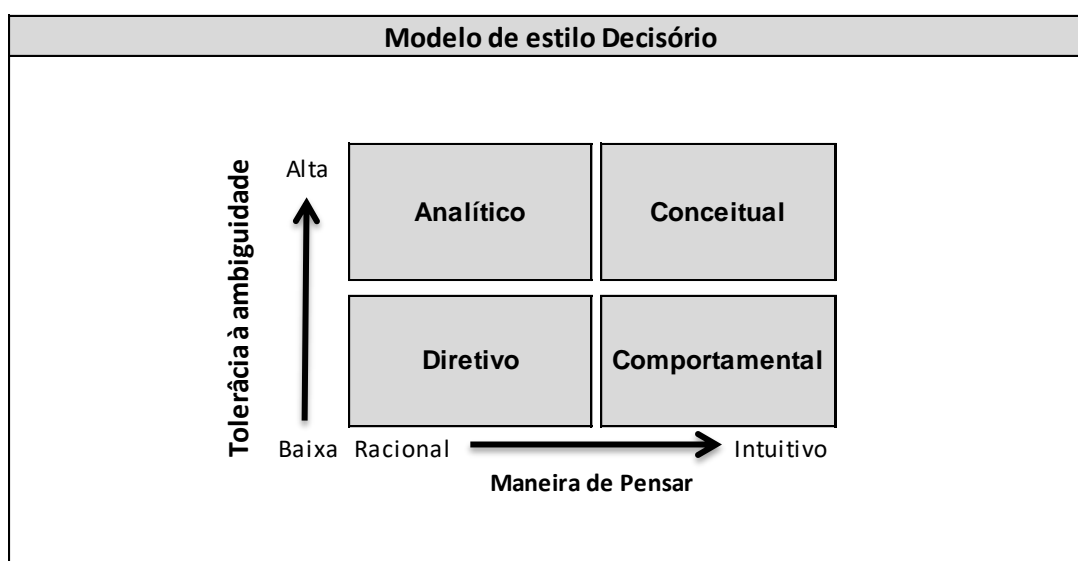 Modelo de estilo Decisório
Tolerâcia à ambiguidade
Alta
Analítico
Conceitual
Diretivo
Comportamental
Baixa
Racional
Intuitivo
Maneira de Pensar